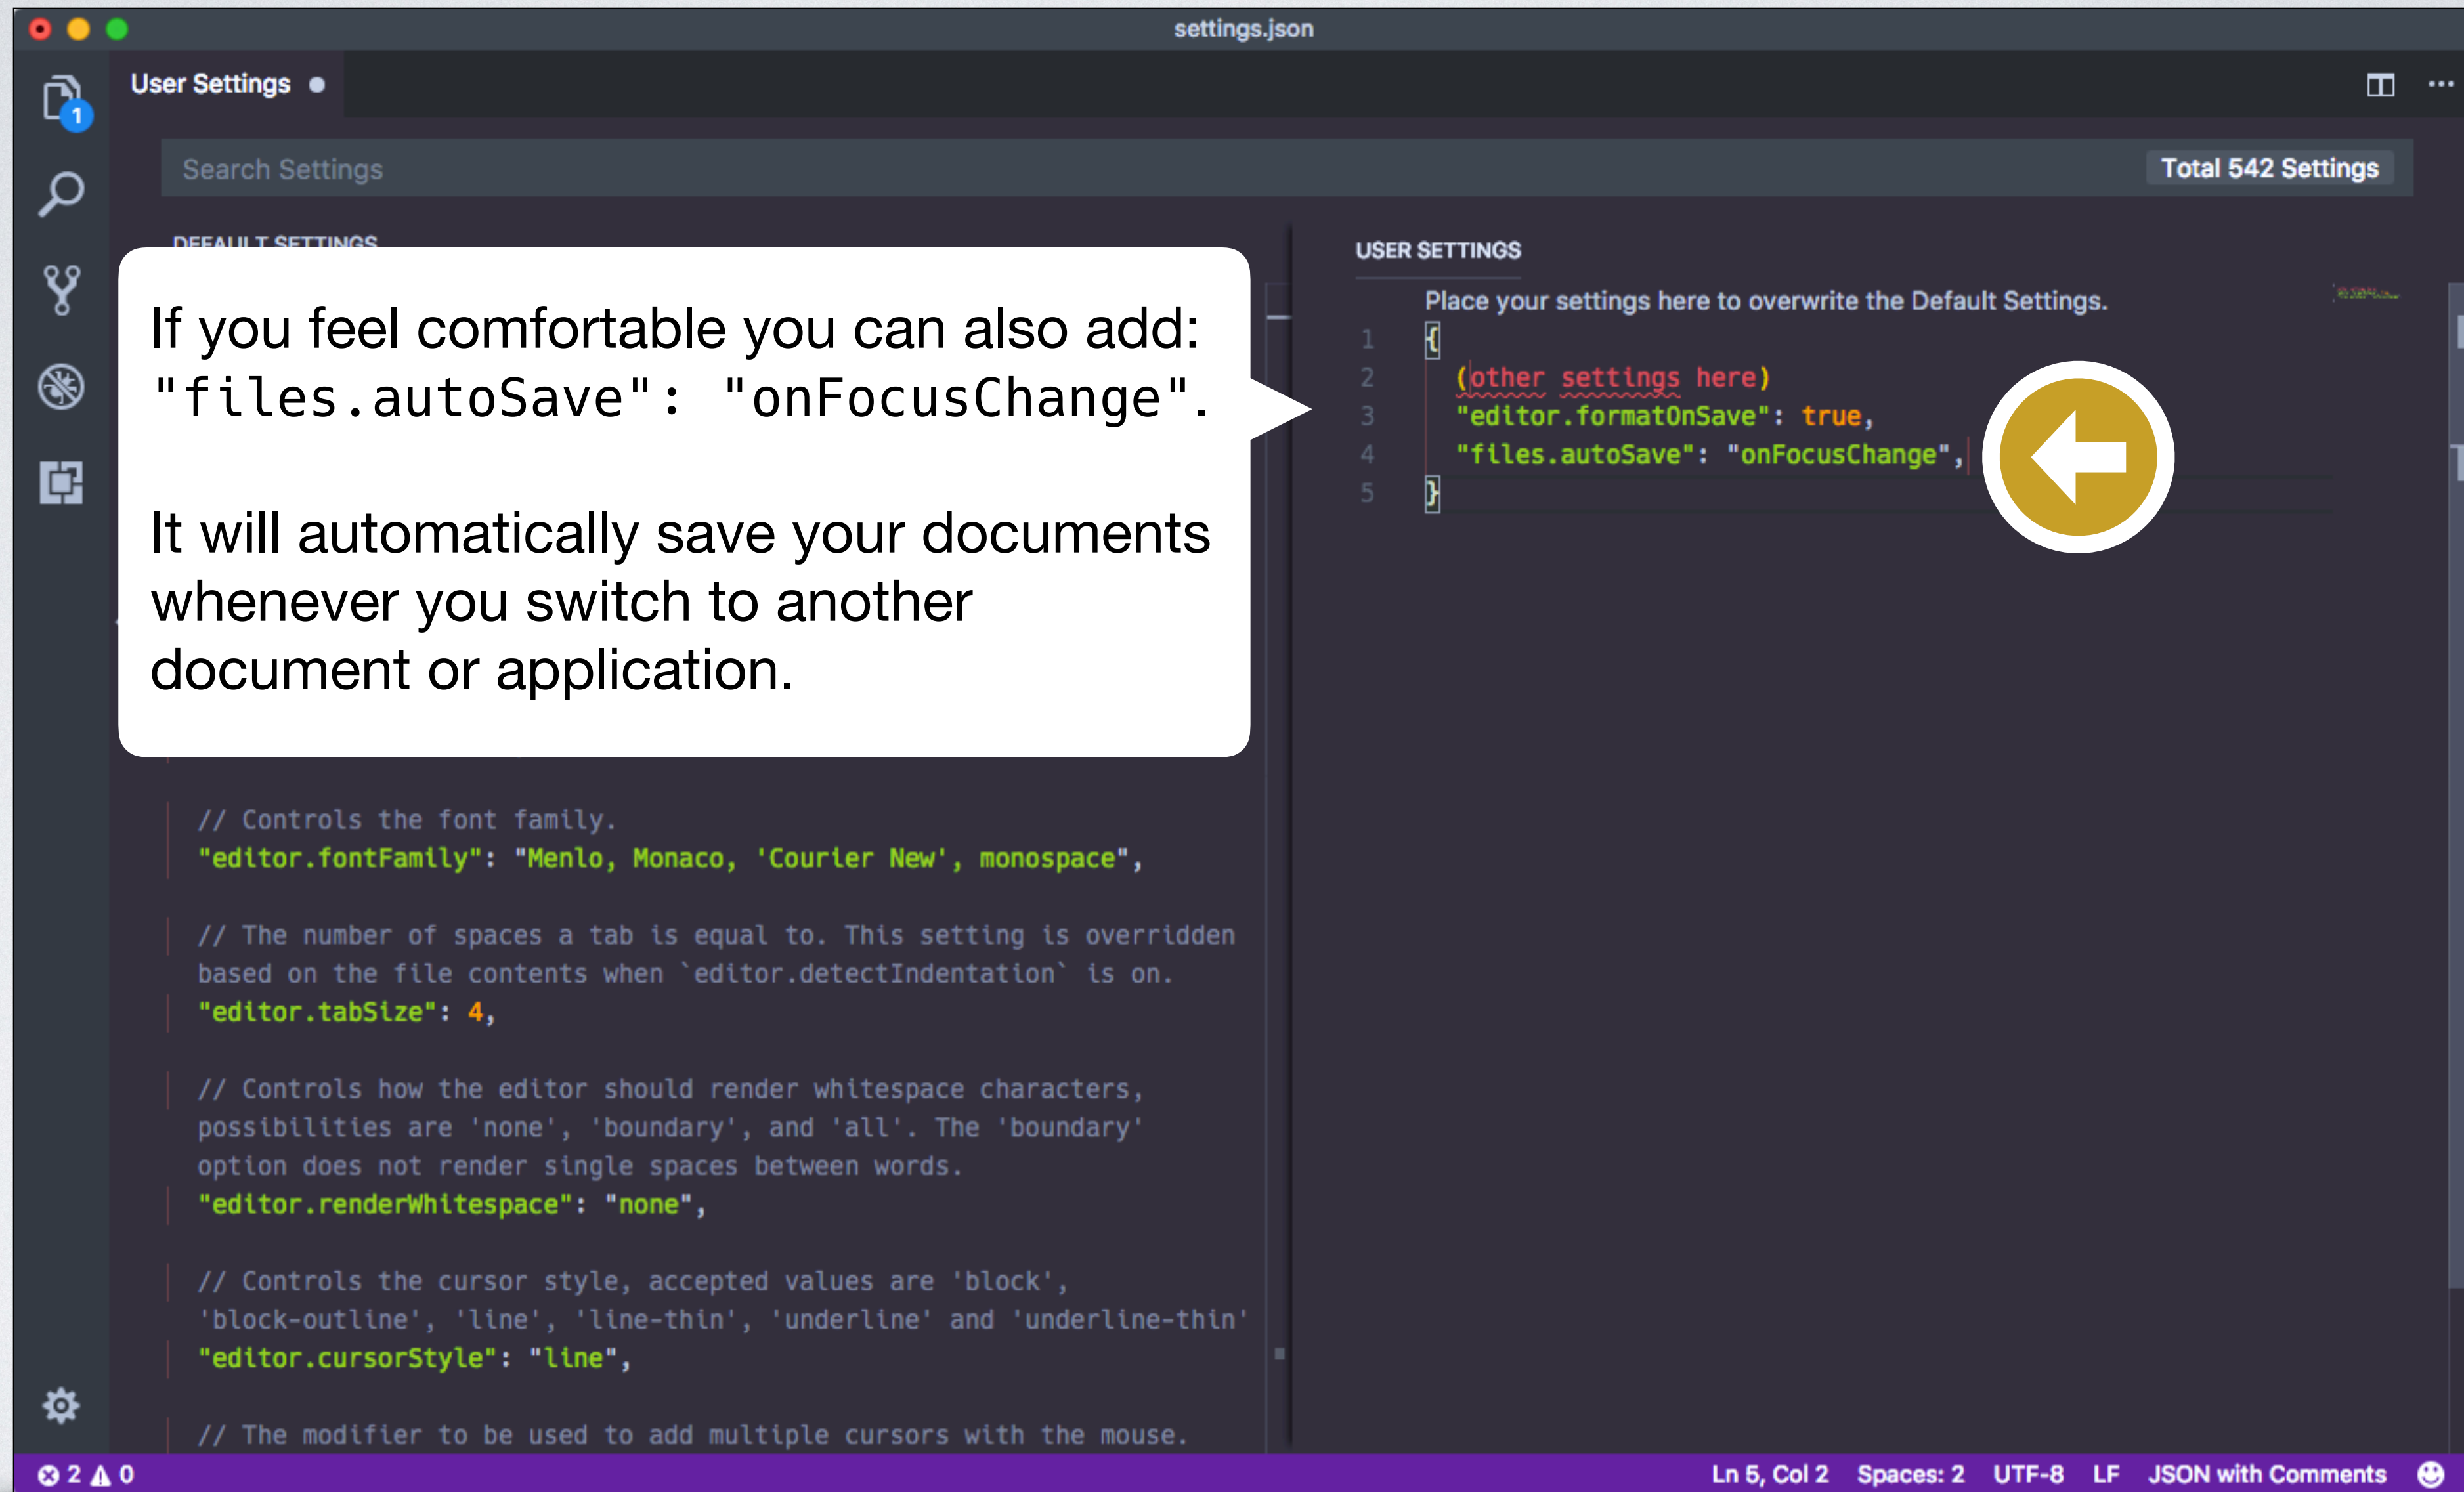 settings.json
User Settings
1
Search Settings
Total 542 Settings
DEFAULT SETTINGS
If you feel comfortable you can also add:
"files.autoSave": "onFocusChange".
It will automatically save your documents
whenever you switch to another
document or application.
// Controls the font family.
"editor.fontFamily": "Menlo, Monaco, 'Courier New', monospace",
// The number of spaces a tab is equal to. This setting is overridden
based on the file contents when `editor.detectIndentation` is on.
"editor.tabSize": 4,
// Controls how the editor should render whitespace characters,
possibilities are 'none', 'boundary', and 'all'. The 'boundary'
option does not render single spaces between words.
"editor.renderWhitespace": "none",
// Controls the cursor style, accepted values are 'block',
'block-outline', 'line', 'line-thin', 'underline' and 'underline-thin'
"editor.cursorStyle": "line",
// The modifier to be used to add multiple cursors with the mouse.
USER SETTINGS
Place your settings here to overwrite the Default Settings.
1 {
2 (other settings here)
3 "editor.formatOnSave": true,
4 "files.autoSave": "onFocusChange",
5 }
2 0
Ln 5, Col 2 Spaces: 2 UTF-8 LF JSON with Comments